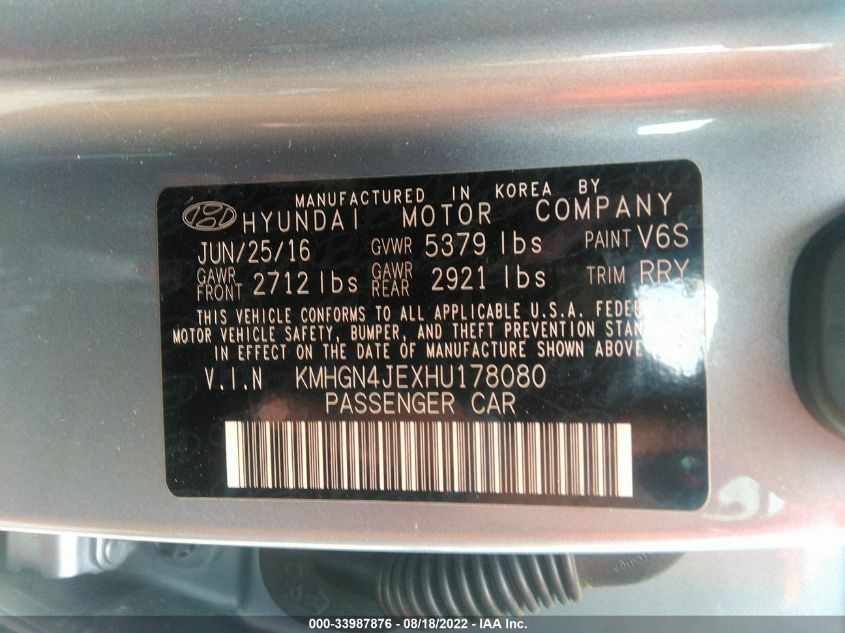 MANUFACTURED IN KOREA BY
HYUNDAI MOTOR COMPANY
JUN/25/16 GVWR 5379 lbs PAINT V6S
GAWR FRONT 2712 lbs GAWR REAR 2921 lbs TRIM RRY
THIS VEHICLE CONFORMS TO ALL APPLICABLE U.S.A.
MOTOR VEHICLE SAFETY, BUMPER, AND THEFT PREVENTION
IN EFFECT ON THE DATE OF MANUFACTURE SHOWN ABOVE
V.I.N KMHGN4JEXHU178080
PASSENGER CAR
000-33987876 - 08/18/2022 - IAA Inc.